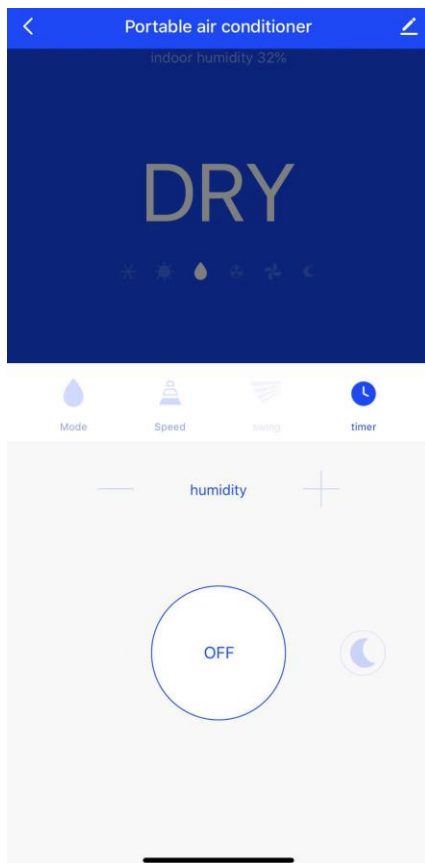 Portable air conditioner
indoor humidity 32%
DRY
Mode Speed swing timer
humidity
OFF